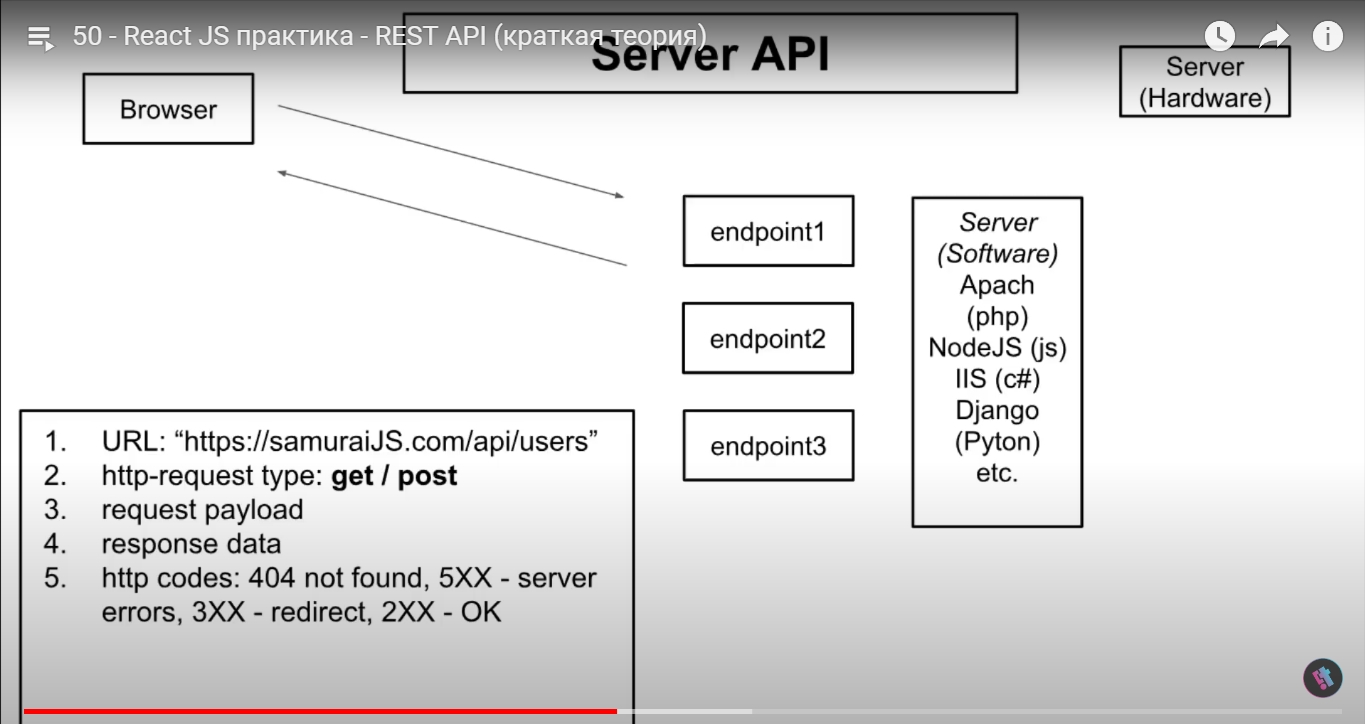 50 - React JS практика - REST API (краткая теория)
Server API
Server
(Hardware)
Browser
endpoint1
endpoint2
endpoint3
Server
(Software)
Apach
(php)
NodeJS (js)
IIS (c#)
Django
(Pyton)
etc.
1. URL: “https://samuraiJS.com/api/users”
2. http-request type: get / post
3. request payload
4. response data
5. http codes: 404 not found, 5XX - server
errors, 3XX - redirect, 2XX - OK